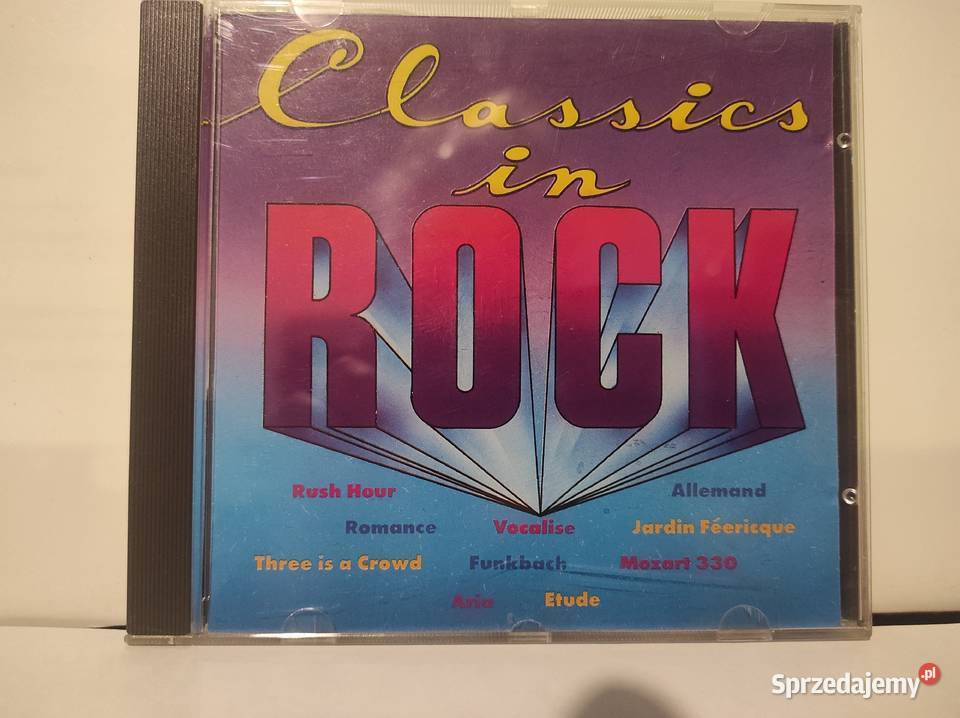 Classics
in
ROCK
Rush Hour Allemand
Romance Vocalise Jardin Féericque
Three is a Crowd Funkbach Mozart 330
Aria Etude
Sprzedajemy.pl